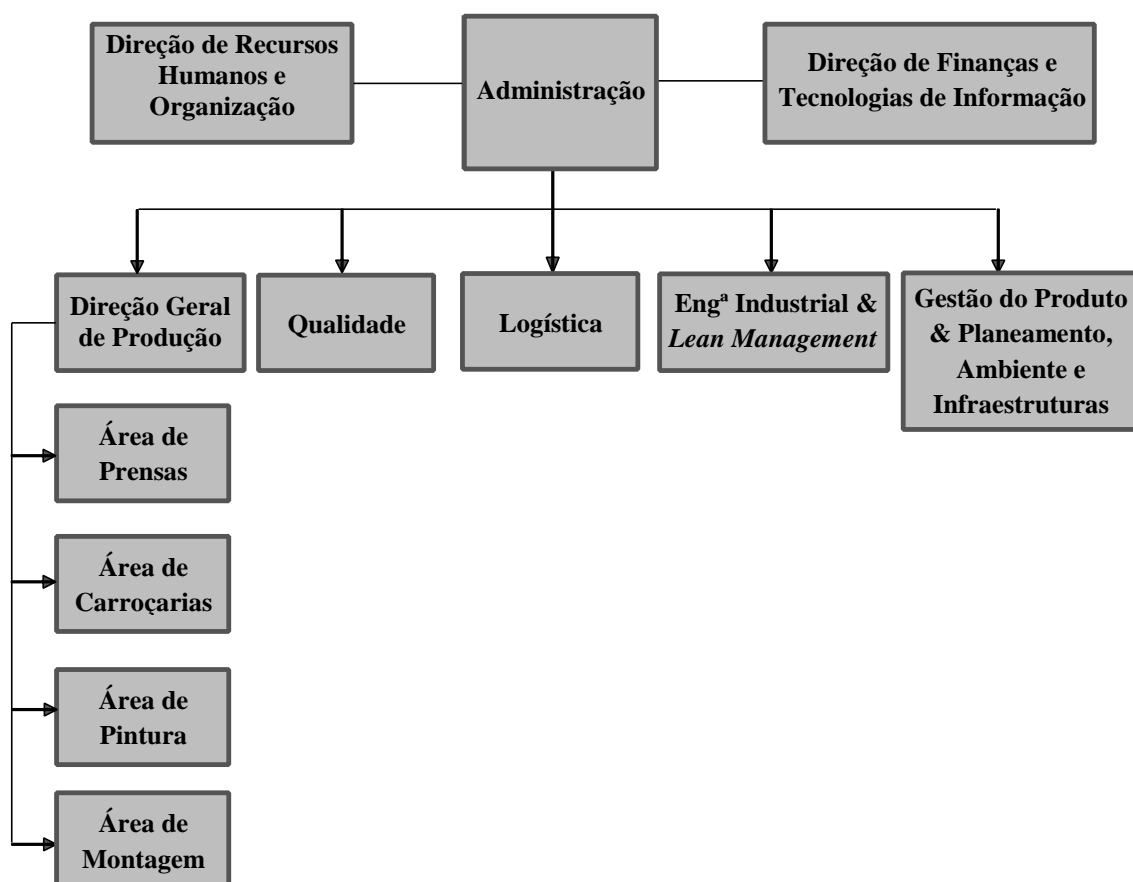 Direção de Recursos
Humanos e
Organização
Administração
Direção de Finanças e
Tecnologias de Informação
Direção Geral
de Produção
Qualidade
Logística
Engª Industrial &
Lean Management
Gestão do Produto
& Planeamento,
Ambiente e
Infraestruturas
Área de
Prensas
Área de
Carroçarias
Área de
Pintura
Área de
Montagem